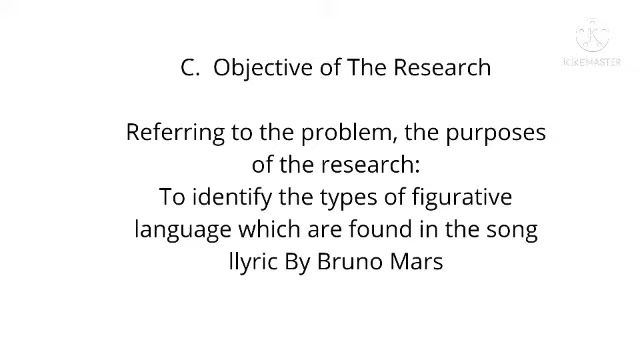 KINEMASTER
C. Objective of The Research
Referring to the problem, the purposes
of the research:
To identify the types of figurative
language which are found in the song
llyric By Bruno Mars